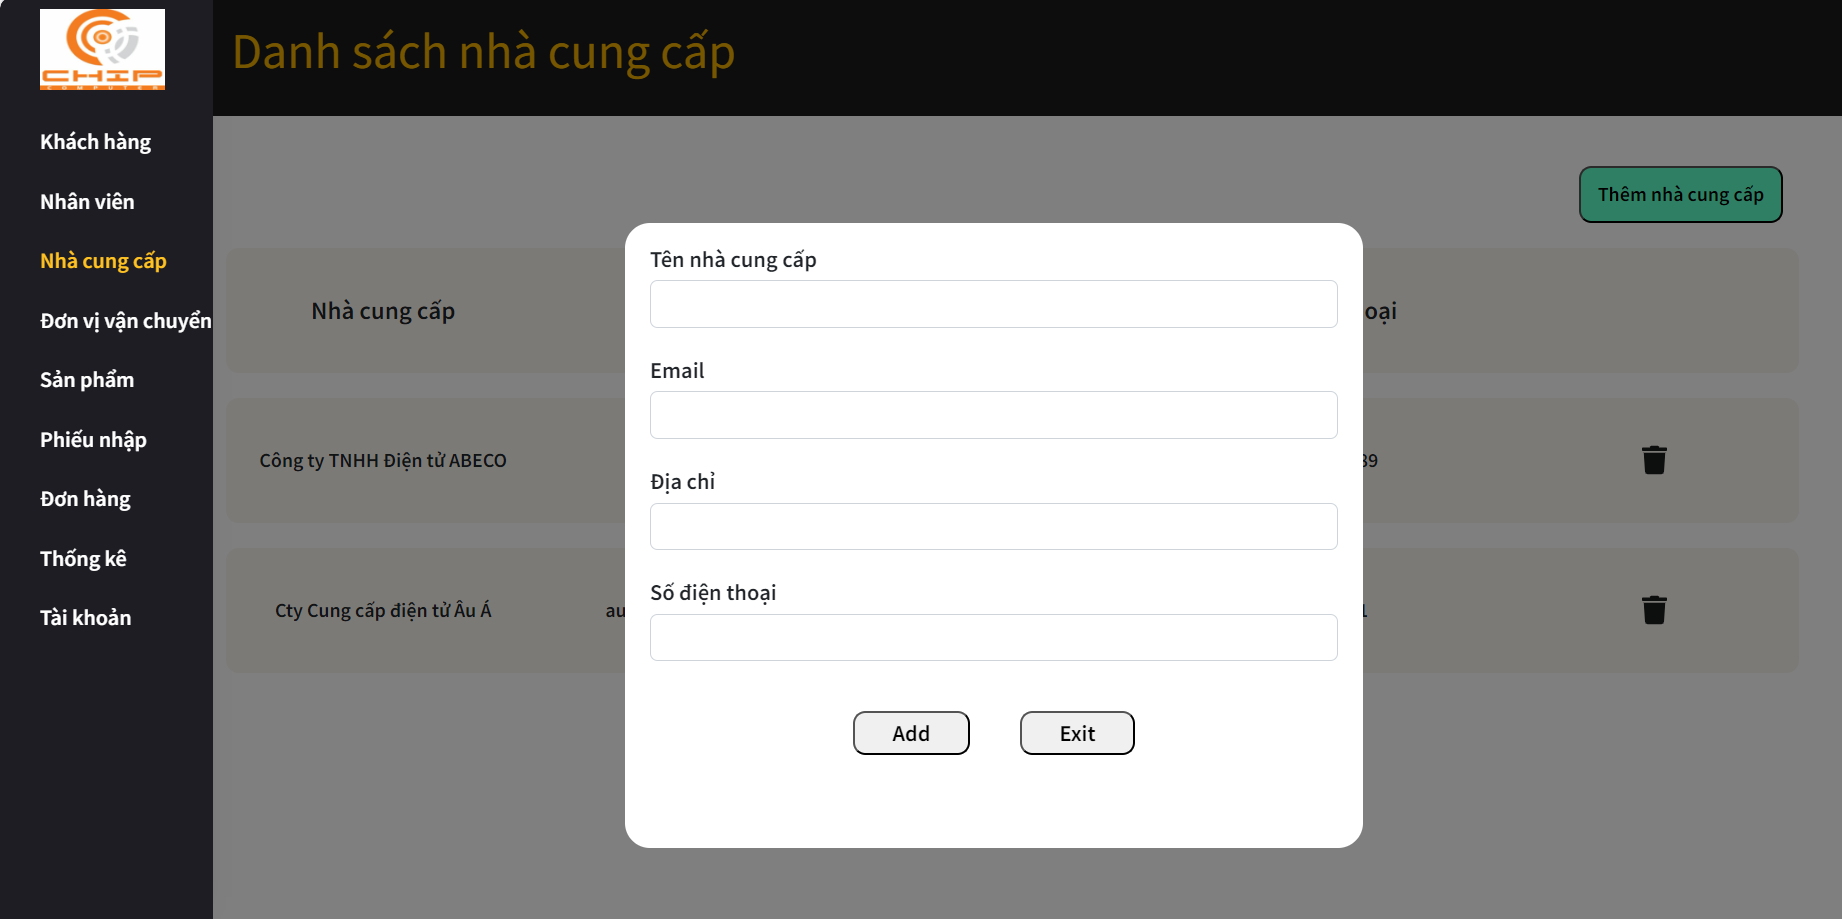 CHIP
COMPUTER
Danh sách nhà cung cấp
Khách hàng
Nhân viên
Nhà cung cấp
Đơn vị vận chuyển
Sản phẩm
Phiếu nhập
Đơn hàng
Thống kê
Tài khoản
Thêm nhà cung cấp
Nhà cung cấp
oại
Công ty TNHH Điện tử ABECO
39
Cty Cung cấp điện tử Âu Á
au
1
Tên nhà cung cấp
Email
Địa chỉ
Số điện thoại
Add
Exit